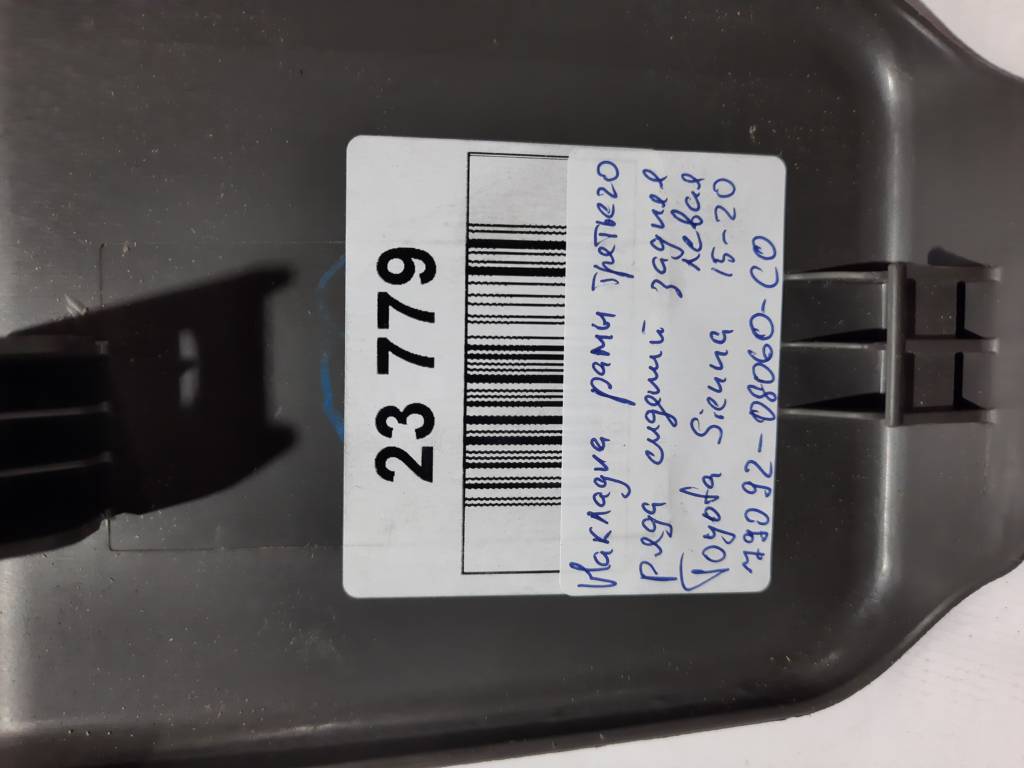 23 779
Накладка рамы третьего
ряда сидений задняя
левая
Toyota Sienna 15-20
79092-08060-C0